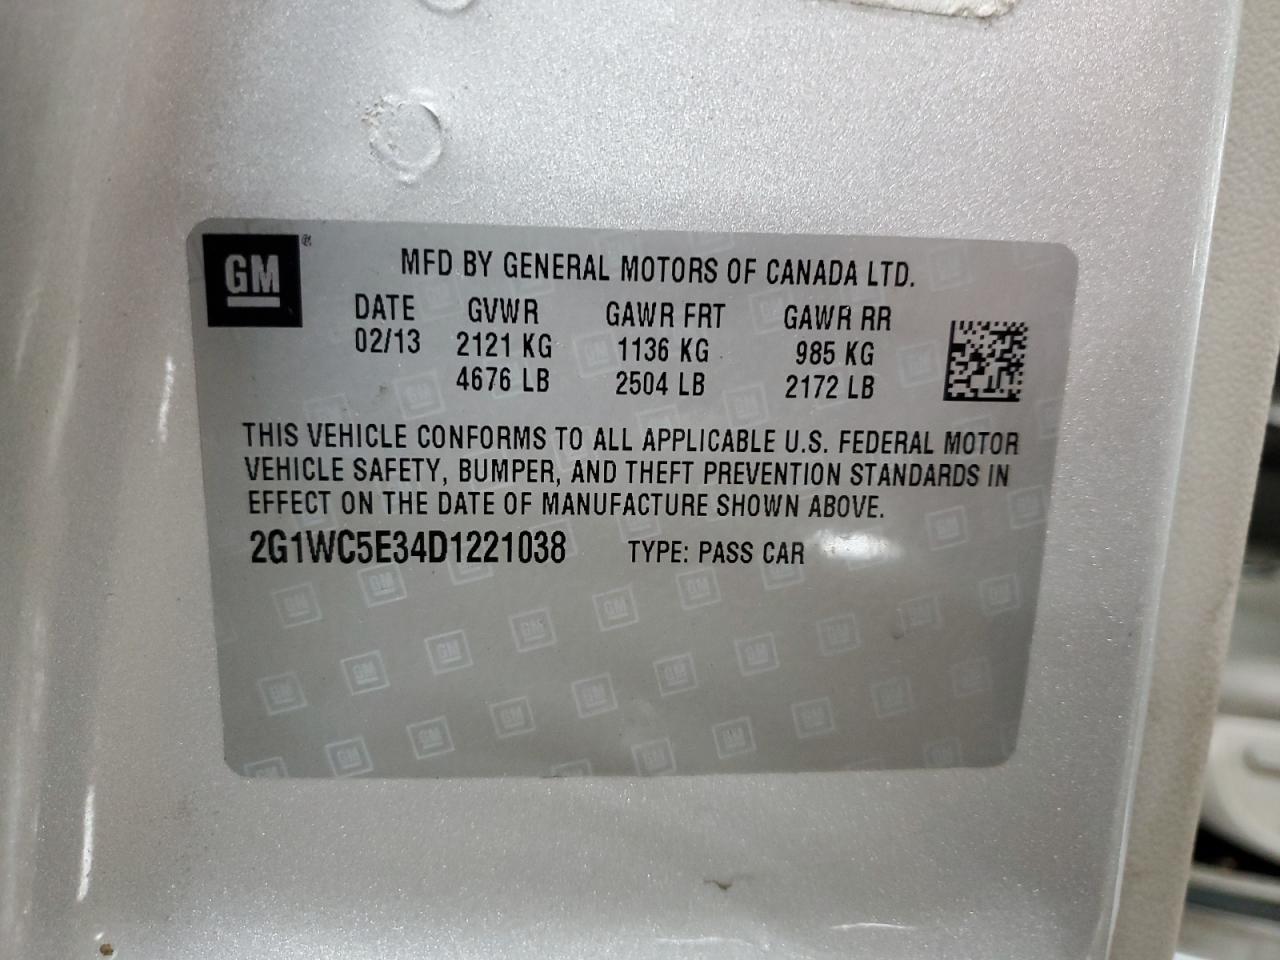 GM ®
MFD BY GENERAL MOTORS OF CANADA LTD.
DATE GVWR GAWR FRT GAWR RR
02/13 2121 KG 1136 KG 985 KG
4676 LB 2504 LB 2172 LB
THIS VEHICLE CONFORMS TO ALL APPLICABLE U.S. FEDERAL MOTOR
VEHICLE SAFETY, BUMPER, AND THEFT PREVENTION STANDARDS IN
EFFECT ON THE DATE OF MANUFACTURE SHOWN ABOVE.
2G1WC5E34D1221038 TYPE: PASS CAR